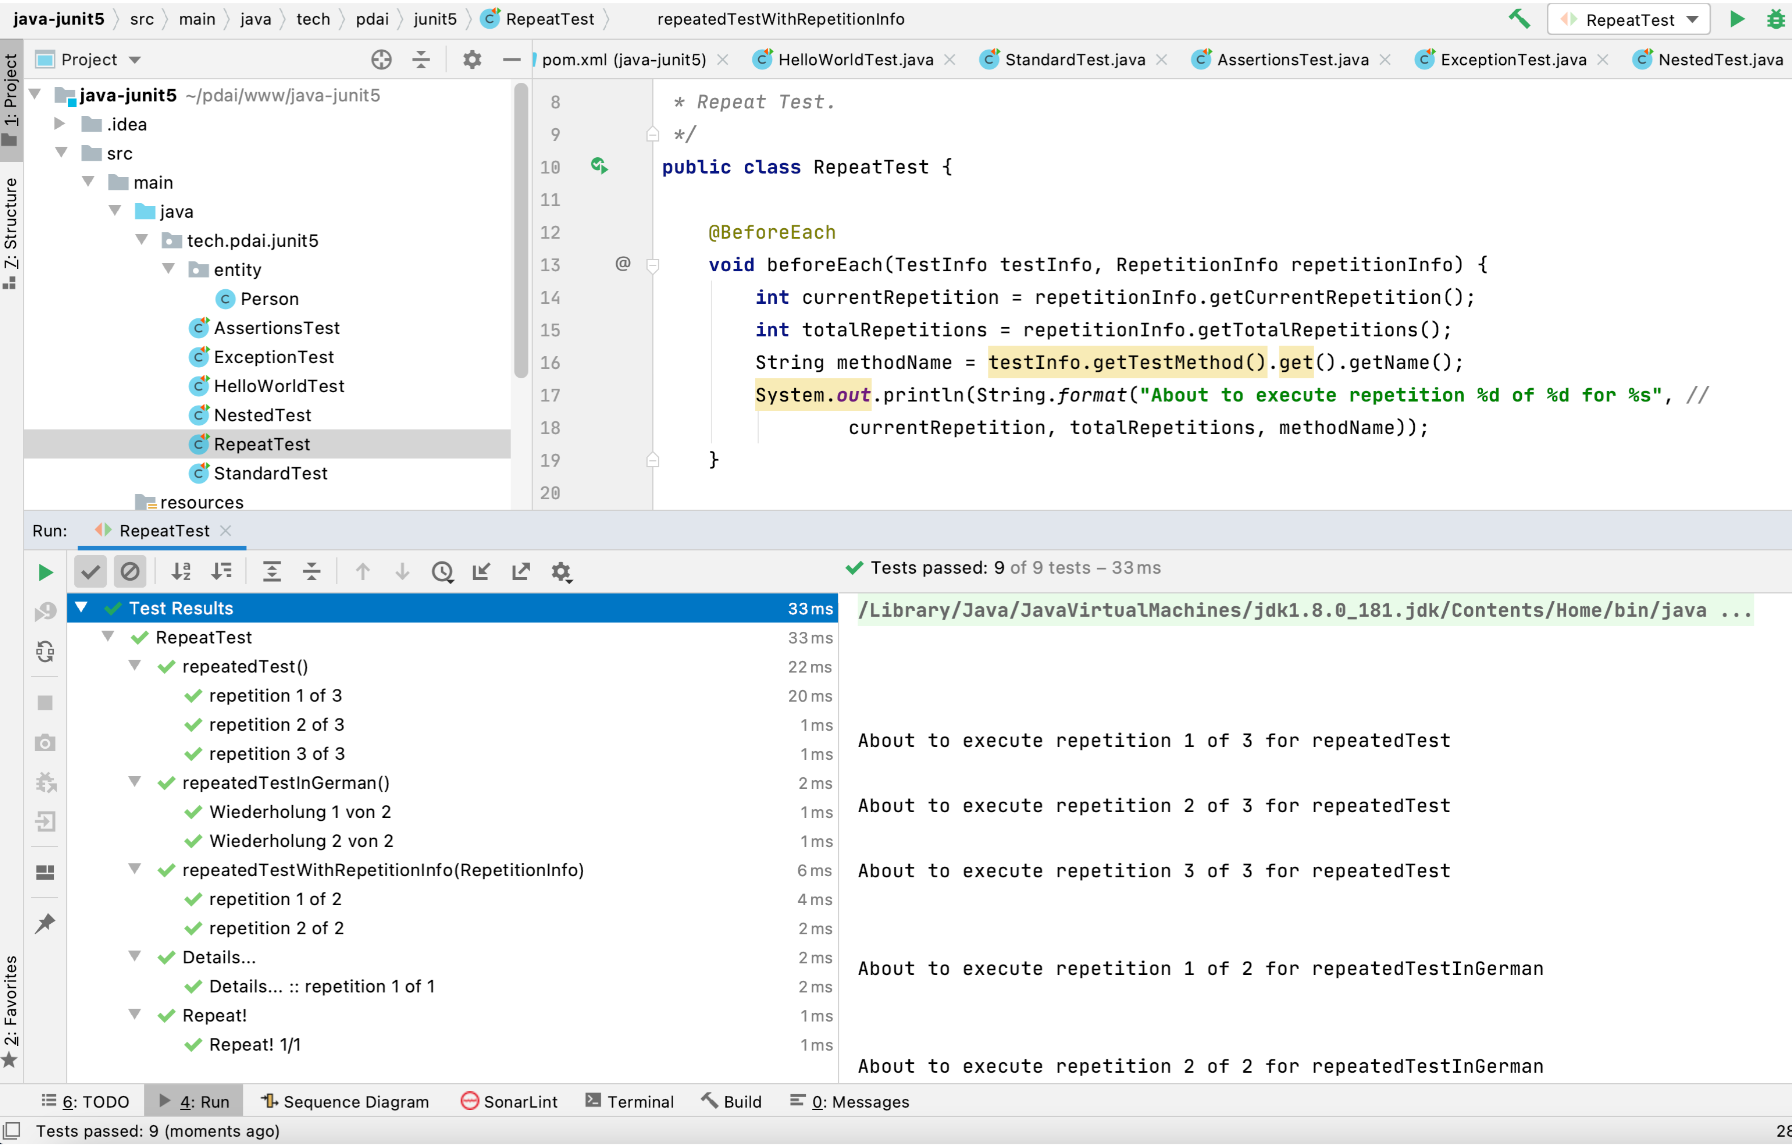 java-junit5 src main java tech pdai junit5 RepeatTest repeatedTestWithRepetitionInfo RepeatTest
1: Project
Z: Structure
2: Favorites
Project
pom.xml (java-junit5) HelloWorldTest.java StandardTest.java AssertionsTest.java ExceptionTest.java NestedTest.java
java-junit5 ~/pdai/www/java-junit5
.idea
src
main
java
tech.pdai.junit5
entity
Person
AssertionsTest
ExceptionTest
HelloWorldTest
NestedTest
RepeatTest
StandardTest
resources
8 * Repeat Test.
9 */
10 public class RepeatTest {
11
12 @BeforeEach
13 @ void beforeEach(TestInfo testInfo, RepetitionInfo repetitionInfo) {
14 int currentRepetition = repetitionInfo.getCurrentRepetition();
15 int totalRepetitions = repetitionInfo.getTotalRepetitions();
16 String methodName = testInfo.getTestMethod().get().getName();
17 System.out.println(String.format("About to execute repetition %d of %d for %s", //
18 currentRepetition, totalRepetitions, methodName));
19 }
20
Run: RepeatTest
Tests passed: 9 of 9 tests – 33 ms
Test Results 33 ms
RepeatTest 33 ms
repeatedTest() 22 ms
repetition 1 of 3 20 ms
repetition 2 of 3 1 ms
repetition 3 of 3 1 ms
repeatedTestInGerman() 2 ms
Wiederholung 1 von 2 1 ms
Wiederholung 2 von 2 1 ms
repeatedTestWithRepetitionInfo(RepetitionInfo) 6 ms
repetition 1 of 2 4 ms
repetition 2 of 2 2 ms
Details... 2 ms
Details... :: repetition 1 of 1 2 ms
Repeat! 1 ms
Repeat! 1/1 1 ms
/Library/Java/JavaVirtualMachines/jdk1.8.0_181.jdk/Contents/Home/bin/java ...
About to execute repetition 1 of 3 for repeatedTest
About to execute repetition 2 of 3 for repeatedTest
About to execute repetition 3 of 3 for repeatedTest
About to execute repetition 1 of 2 for repeatedTestInGerman
About to execute repetition 2 of 2 for repeatedTestInGerman
6: TODO 4: Run Sequence Diagram SonarLint Terminal Build 0: Messages
Tests passed: 9 (moments ago) 28